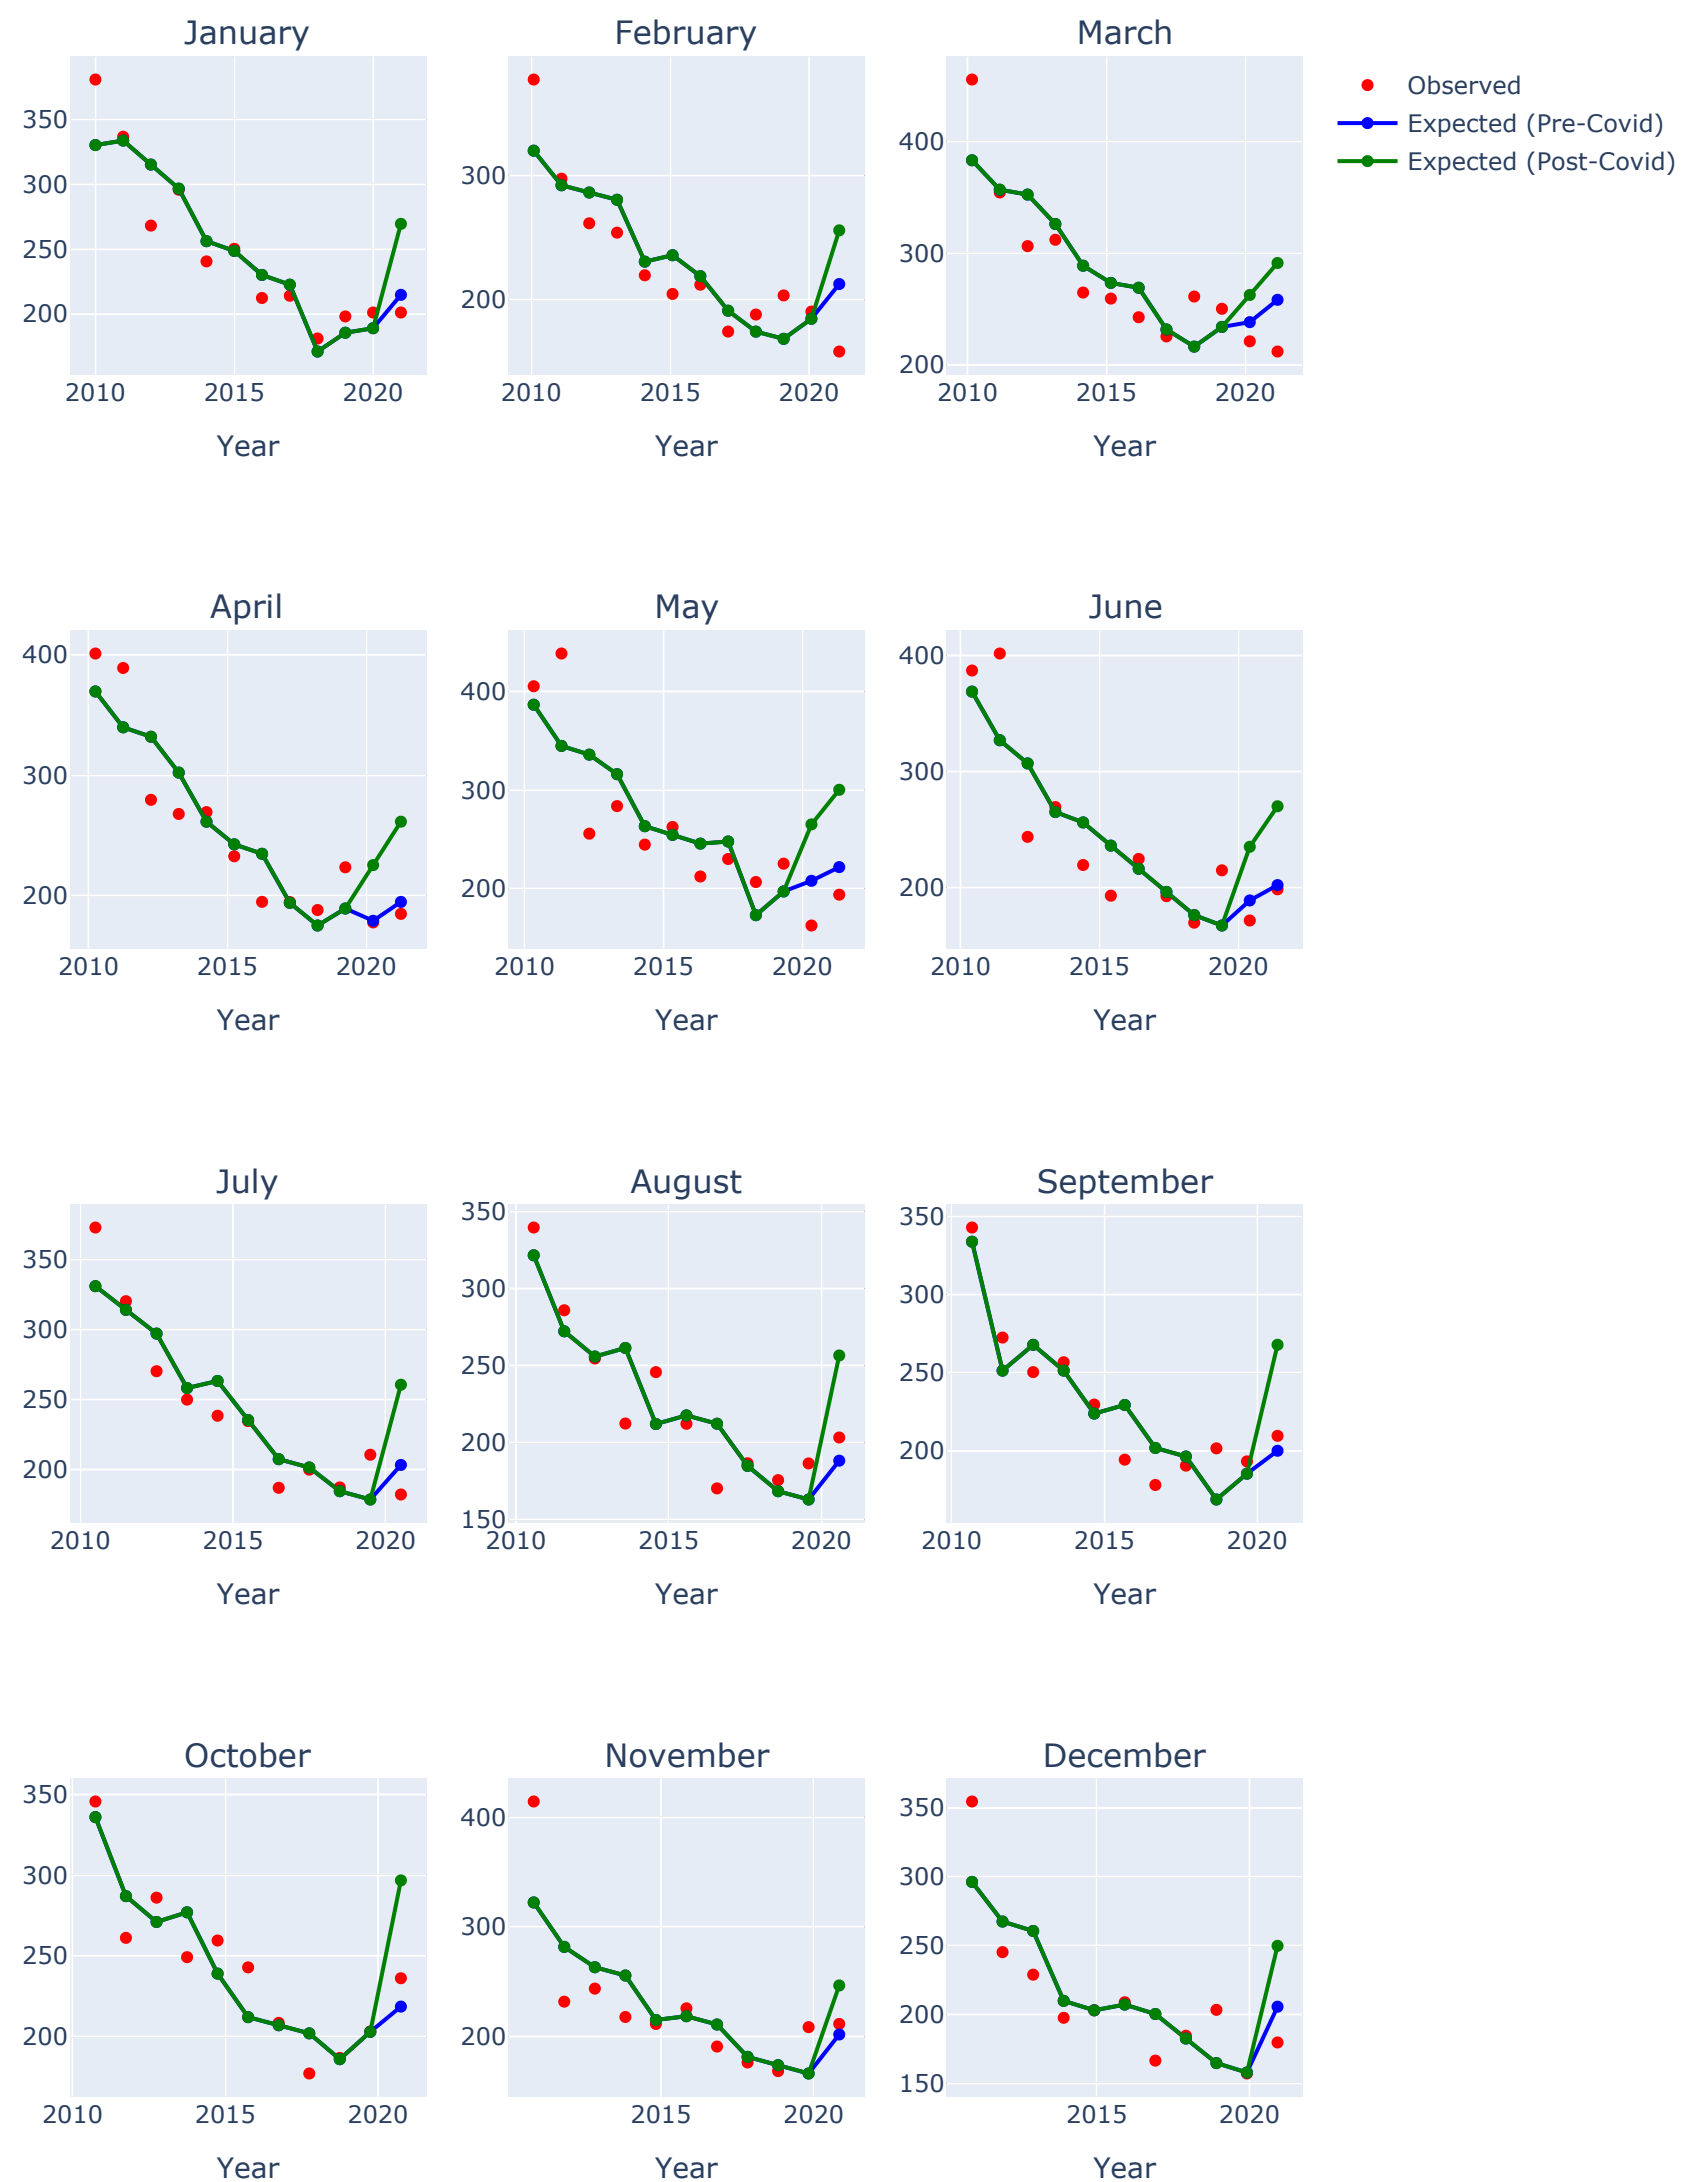 January February March
350
300
250
200
2010 2015 2020
Year
300
200
2010 2015 2020
Year
400
300
200
2010 2015 2020
Year
Observed
Expected (Pre-Covid)
Expected (Post-Covid)
April May June
400
300
200
2010 2015 2020
Year
400
300
200
2010 2015 2020
Year
400
300
200
2010 2015 2020
Year
July August September
350
300
250
200
2010 2015 2020
Year
350
300
250
200
150
2010 2015 2020
Year
350
300
250
200
2010 2015 2020
Year
October November December
350
300
250
200
2010 2015 2020
Year
400
300
200
2015 2020
Year
350
300
250
200
150
2015 2020
Year